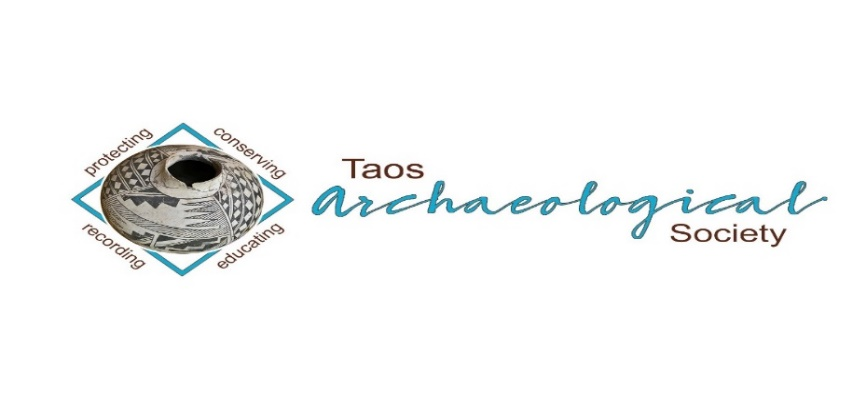 protecting
conserving
recording
educating
Taos
Archaeological
Society